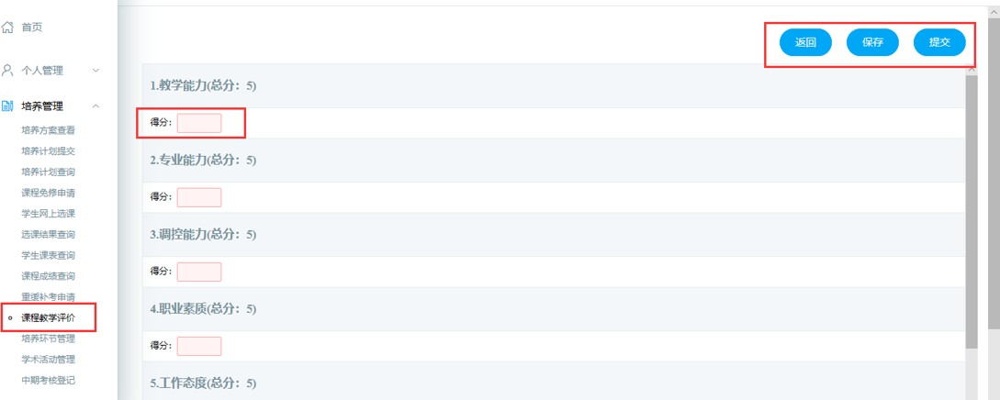 首页
个人管理
培养管理
培养方案查看
培养计划提交
培养计划查询
课程免修申请
学生网上选课
选课结果查询
学生课表查询
课程成绩查询
重缓补考申请
课程教学评价
培养环节管理
学术活动管理
中期考核登记
返回 保存 提交
1.教学能力(总分：5)
得分：
2.专业能力(总分：5)
得分：
3.调控能力(总分：5)
得分：
4.职业素质(总分：5)
得分：
5.工作态度(总分：5)